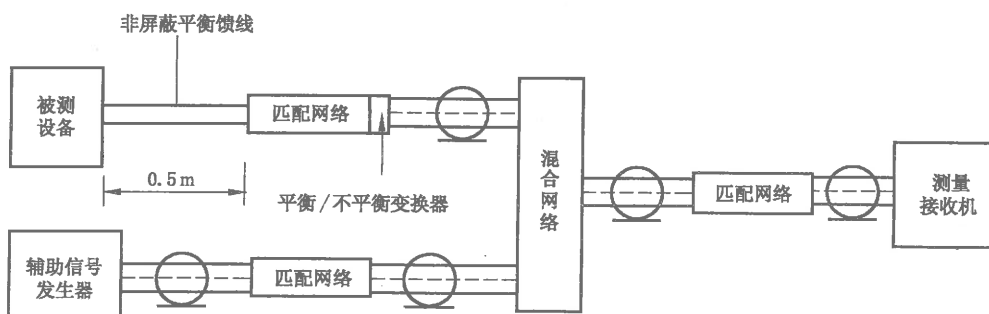 非屏蔽平衡馈线
被测
设备
匹配网络
0.5m
平衡/不平衡变换器
混
合
网
络
匹配网络
测量
接收机
辅助信号
发生器
匹配网络